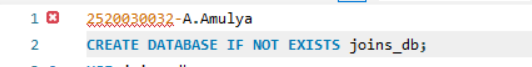 1 2520030032-A.Amulya
2 CREATE DATABASE IF NOT EXISTS joins_db;